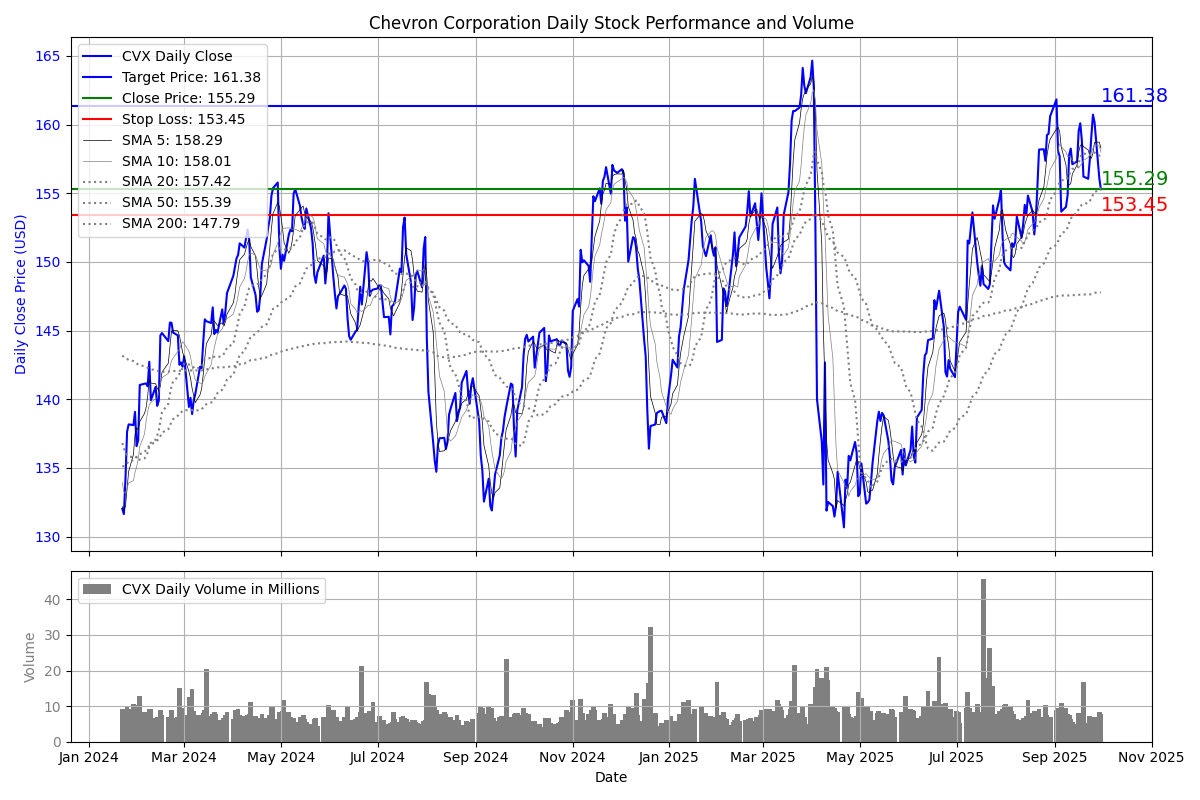 Chevron Corporation Daily Stock Performance and Volume
Daily Close Price (USD)
165
160
155
150
145
140
135
130
CVX Daily Close
Target Price: 161.38
Close Price: 155.29
Stop Loss: 153.45
SMA 5: 158.29
SMA 10: 158.01
SMA 20: 157.42
SMA 50: 155.39
SMA 200: 147.79
161.38
155.29
153.45
Volume
40
30
20
10
0
CVX Daily Volume in Millions
Jan 2024 Mar 2024 May 2024 Jul 2024 Sep 2024 Nov 2024 Jan 2025 Mar 2025 May 2025 Jul 2025 Sep 2025 Nov 2025
Date